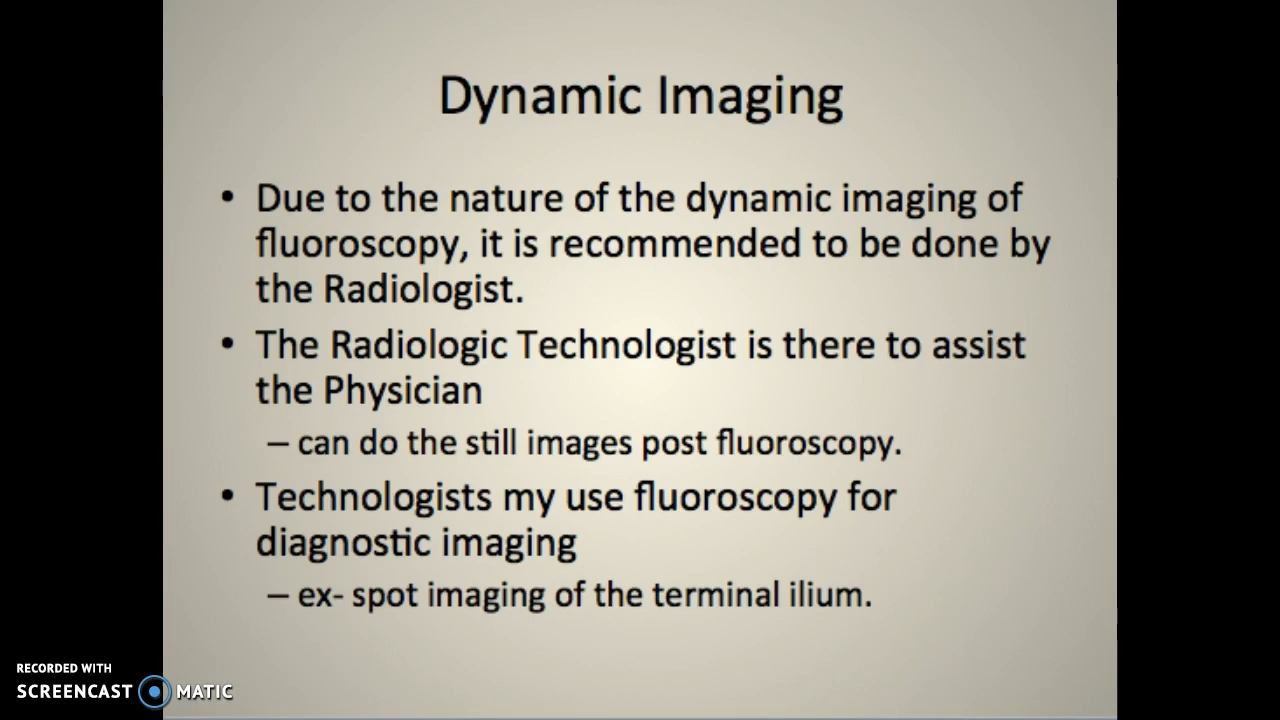 Dynamic Imaging
• Due to the nature of the dynamic imaging of
fluoroscopy, it is recommended to be done by
the Radiologist.
• The Radiologic Technologist is there to assist
the Physician
– can do the still images post fluoroscopy.
• Technologists my use fluoroscopy for
diagnostic imaging
– ex- spot imaging of the terminal ilium.
RECORDED WITH
SCREENCAST MATIC